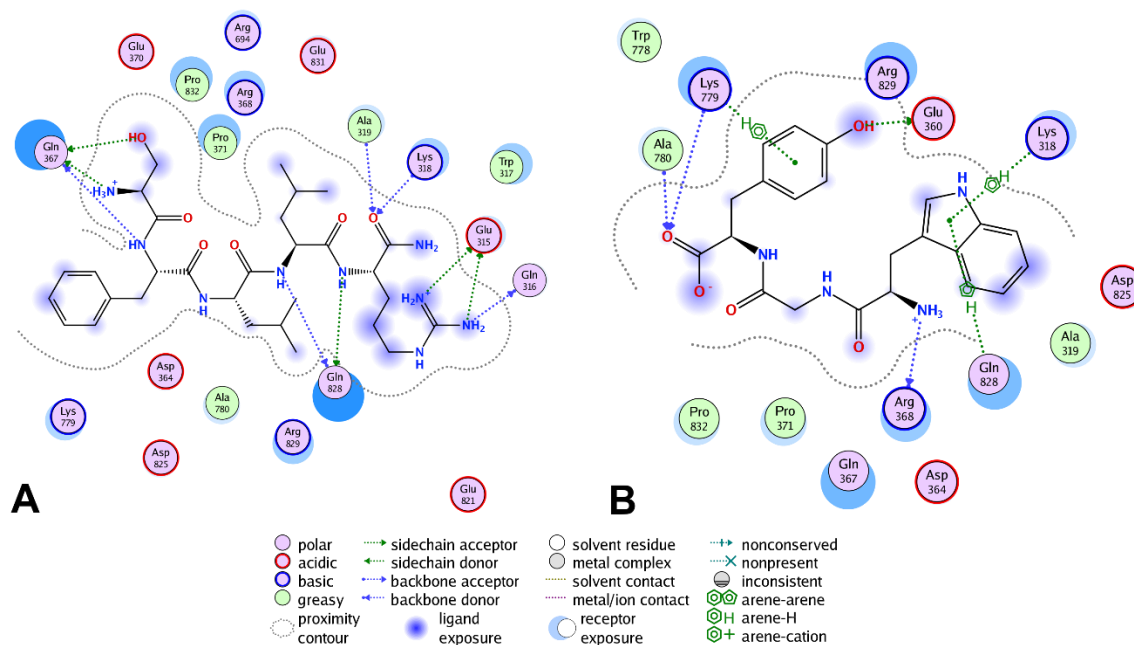 Glu
370
Arg
694
Glu
831
Pro
832
Arg
368
Pro
371
Ala
319
Lys
318
Trp
317
Gln
367
HO
H₃N⁺
O
N
H
O
O
O
O
N
H
H
N
N
H
NH₂
Glu
315
Gln
316
H₂N⁺
NH₂
N
H
Gln
828
Asp
364
Ala
780
Lys
779
Arg
829
Asp
825
Glu
821
A
Trp
778
Lys
779
Arg
829
Glu
360
Lys
318
H
OH
H
N
H
Ala
780
O
O⁻
N
H
O
H
N
O
NH₃
+
H
Asp
825
Ala
319
Gln
828
Arg
368
Pro
832
Pro
371
Gln
367
Asp
364
B
polar
acidic
basic
greasy
proximity
contour
sidechain acceptor
sidechain donor
backbone acceptor
backbone donor
ligand
exposure
solvent residue
metal complex
solvent contact
metal/ion contact
receptor
exposure
nonconserved
nonpresent
inconsistent
arene-arene
H arene-H
+ arene-cation